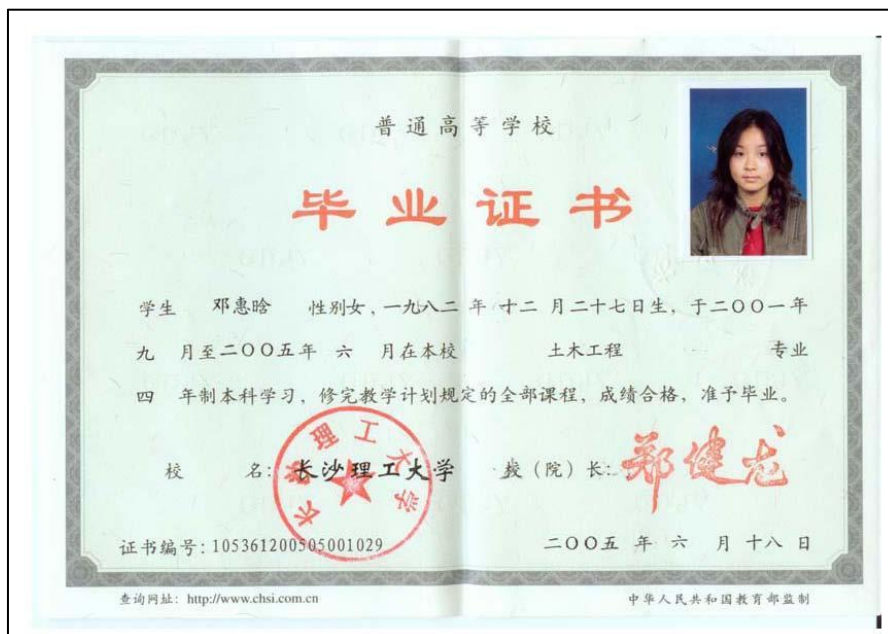 普通高等学校
毕业证书
学生 邓惠晗 性别女，一九八二 年 十二 月二十七日生，于二〇〇一年
九 月至二〇〇五年 六 月在本校 土木工程 专业
四 年制本科学习，修完教学计划规定的全部课程，成绩合格，准予毕业。
校 名：长沙理工大学 校（院）长：郑健龙
长沙理工大学
证书编号：105361200505001029 二〇〇五 年 六 月 十八 日
查询网址：http://www.chsi.com.cn 中华人民共和国教育部监制